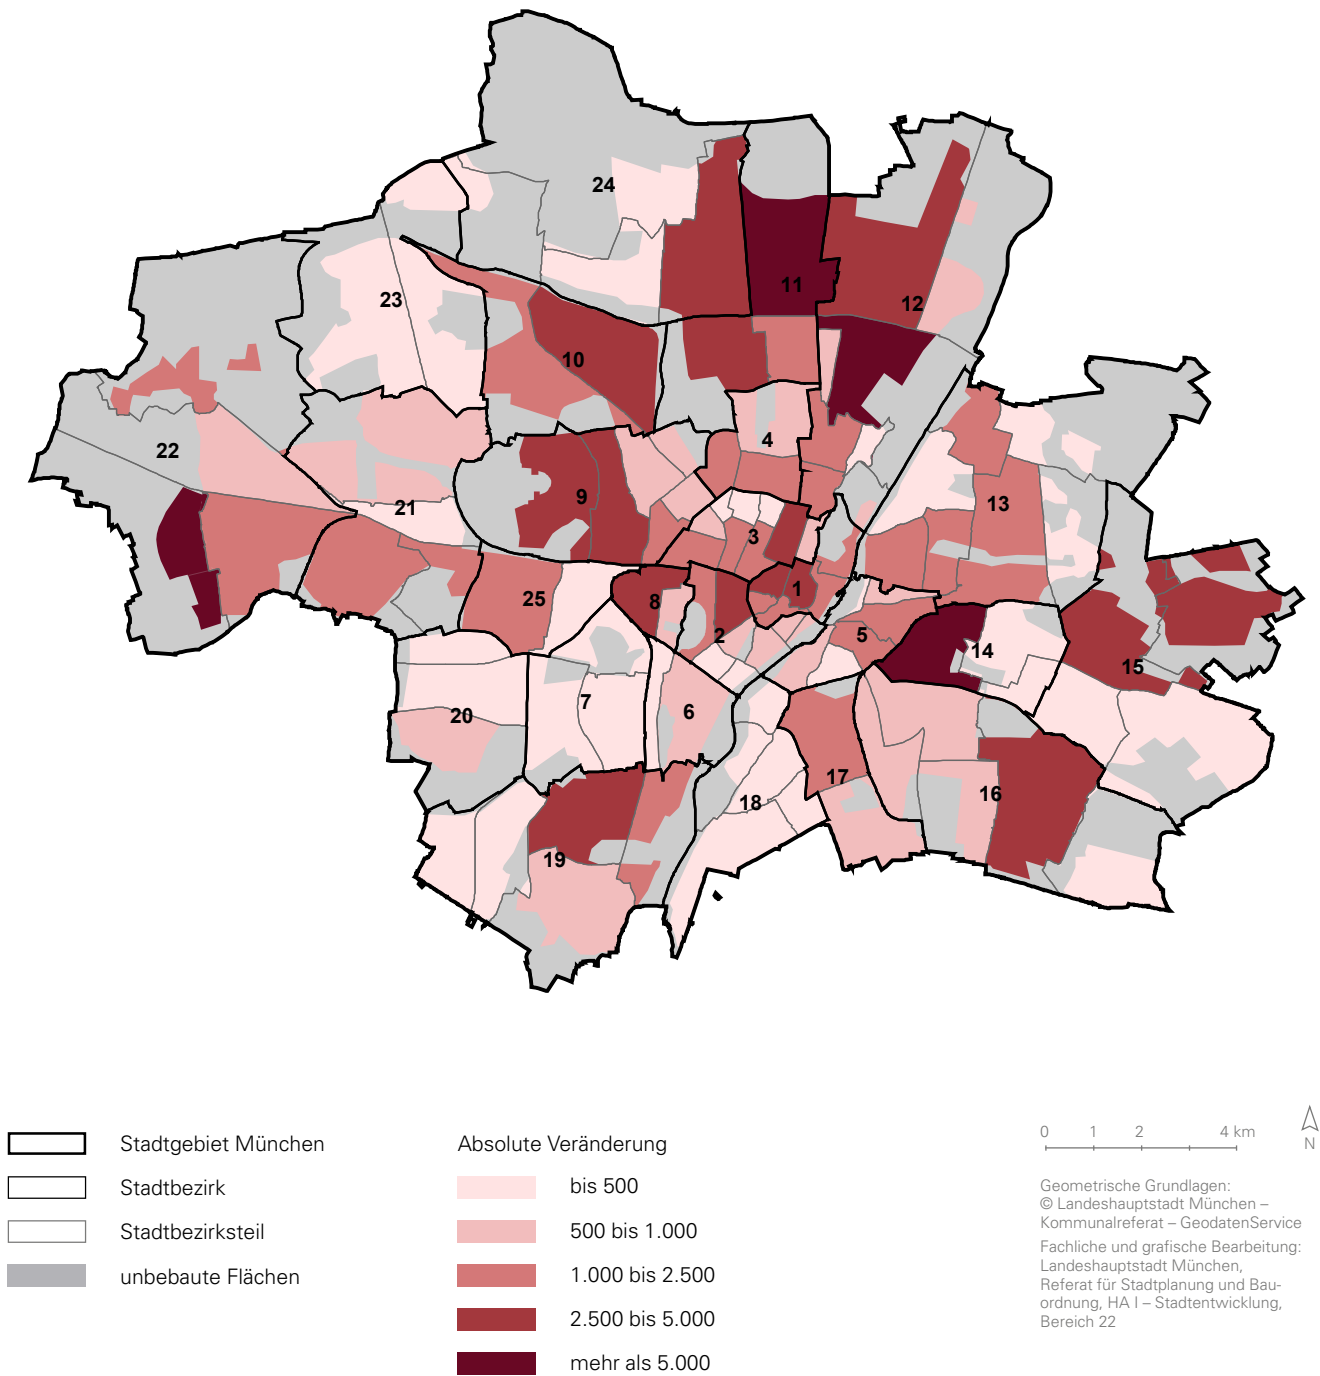 24
11
12
23
10
4
22
9
21
13
3
1
8
25
2
5
14
15
7
20
6
17
16
18
19
Stadtgebiet München
Stadtbezirk
Stadtbezirksteil
unbebaute Flächen
Absolute Veränderung
bis 500
500 bis 1.000
1.000 bis 2.500
2.500 bis 5.000
mehr als 5.000
0 1 2 4 km
N
Geometrische Grundlagen:
© Landeshauptstadt München –
Kommunalreferat – GeodatenService
Fachliche und grafische Bearbeitung:
Landeshauptstadt München,
Referat für Stadtplanung und Bau-
ordnung, HA I – Stadtentwicklung,
Bereich 22